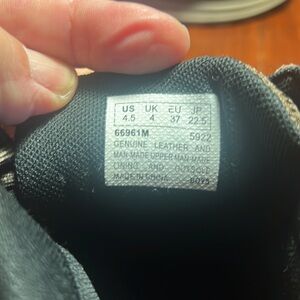 US UK EU JP
4.5 4 37 22.5
66961M 5922
GENUINE LEATHER AND
MAN MADE UPPER MAN MADE
LINING AND OUTSOLE
MADE IN CHINA BOYS